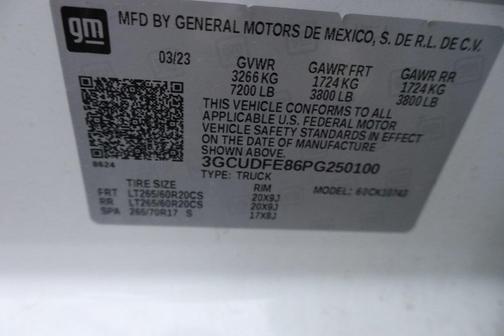 gm
MFD BY GENERAL MOTORS DE MEXICO, S. DE R.L. DE C.V.
03/23 GVWR GAWR FRT GAWR RR
3266 KG 1724 KG 1724 KG
7200 LB 3800 LB 3800 LB
THIS VEHICLE CONFORMS TO ALL
APPLICABLE U.S. FEDERAL MOTOR
VEHICLE SAFETY STANDARDS IN EFFECT
ON THE DATE OF MANUFACTURE
SHOWN ABOVE.
8624
3GCUDFE86PG250100
TYPE: TRUCK
TIRE SIZE RIM MODEL:
FRT LT265/60R20CS 20X9J
RR LT265/60R20CS 20X9J
SPA 265/70R17 S 17X8J